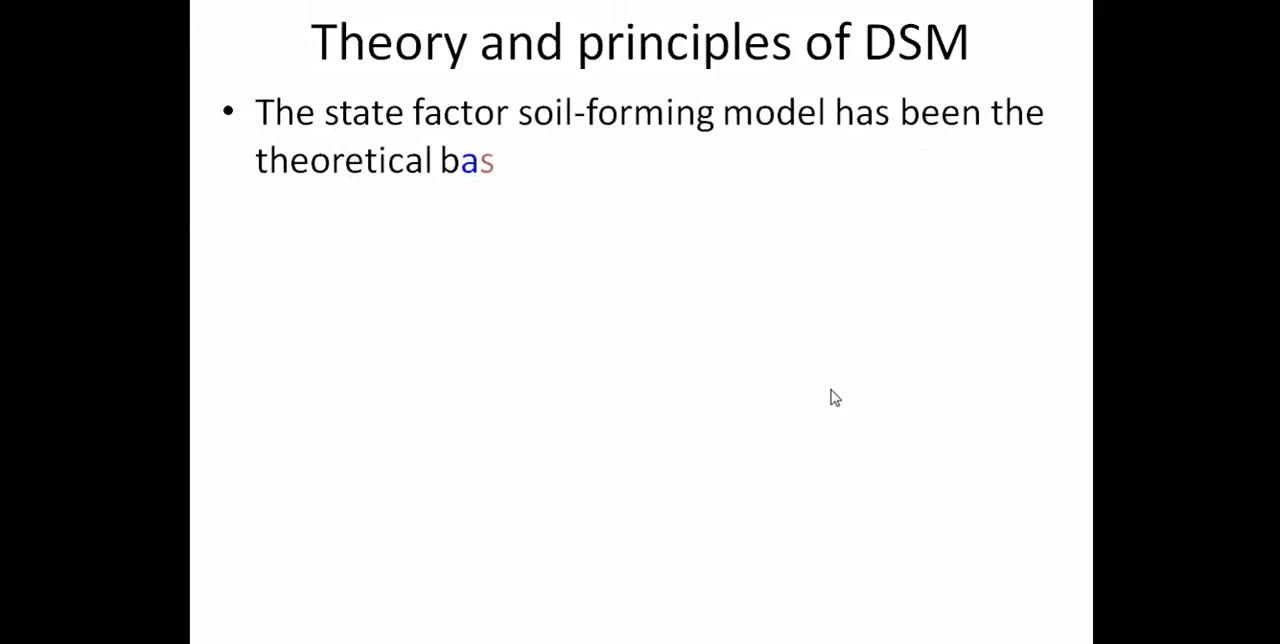 Theory and principles of DSM
• The state factor soil-forming model has been the
theoretical bas